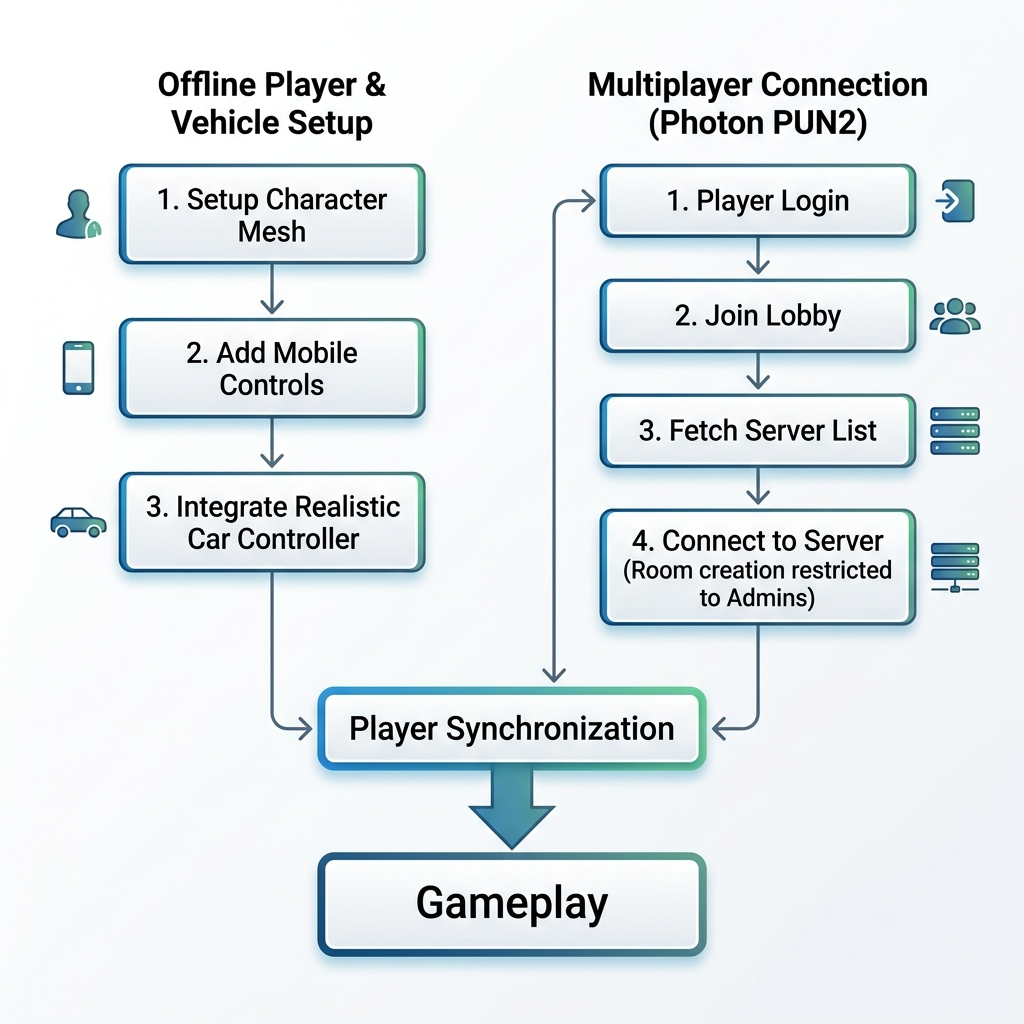 Offline Player &
Vehicle Setup
1. Setup Character
Mesh
2. Add Mobile
Controls
3. Integrate Realistic
Car Controller
Multiplayer Connection
(Photon PUN2)
1. Player Login
2. Join Lobby
3. Fetch Server List
4. Connect to Server
(Room creation restricted
to Admins)
Player Synchronization
Gameplay